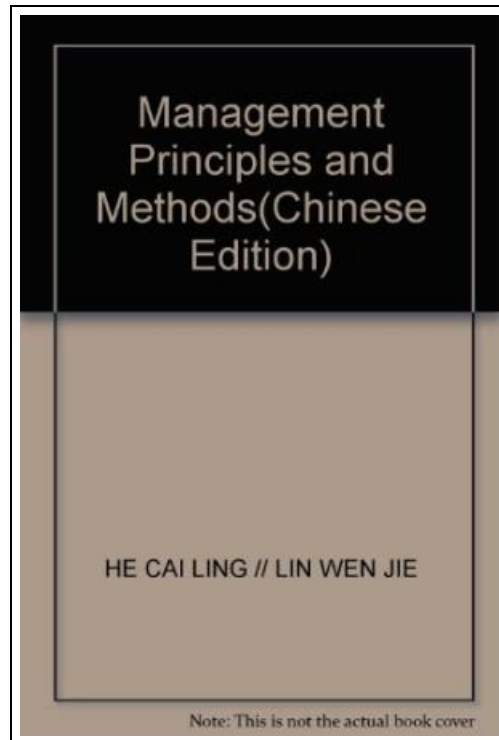 Management
Principles and
Methods(Chinese
Edition)
HE CAI LING // LIN WEN JIE
Note: This is not the actual book cover